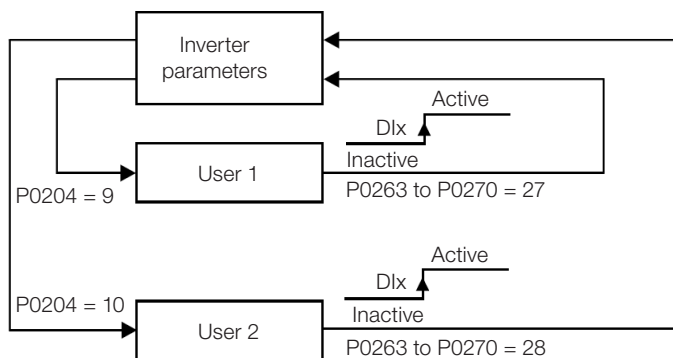 Inverter
parameters
Active
DIx
Inactive
User 1
P0204 = 9
P0263 to P0270 = 27
Active
DIx
P0204 = 10
Inactive
User 2
P0263 to P0270 = 28